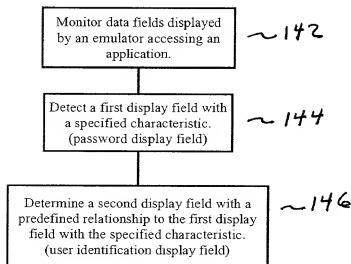 Monitor data fields displayed
by an emulator accessing an
application.
~142
Detect a first display field with
a specified characteristic.
(password display field)
~144
Determine a second display field with a
predefined relationship to the first display
field with the specified characteristic.
(user identification display field)
~146